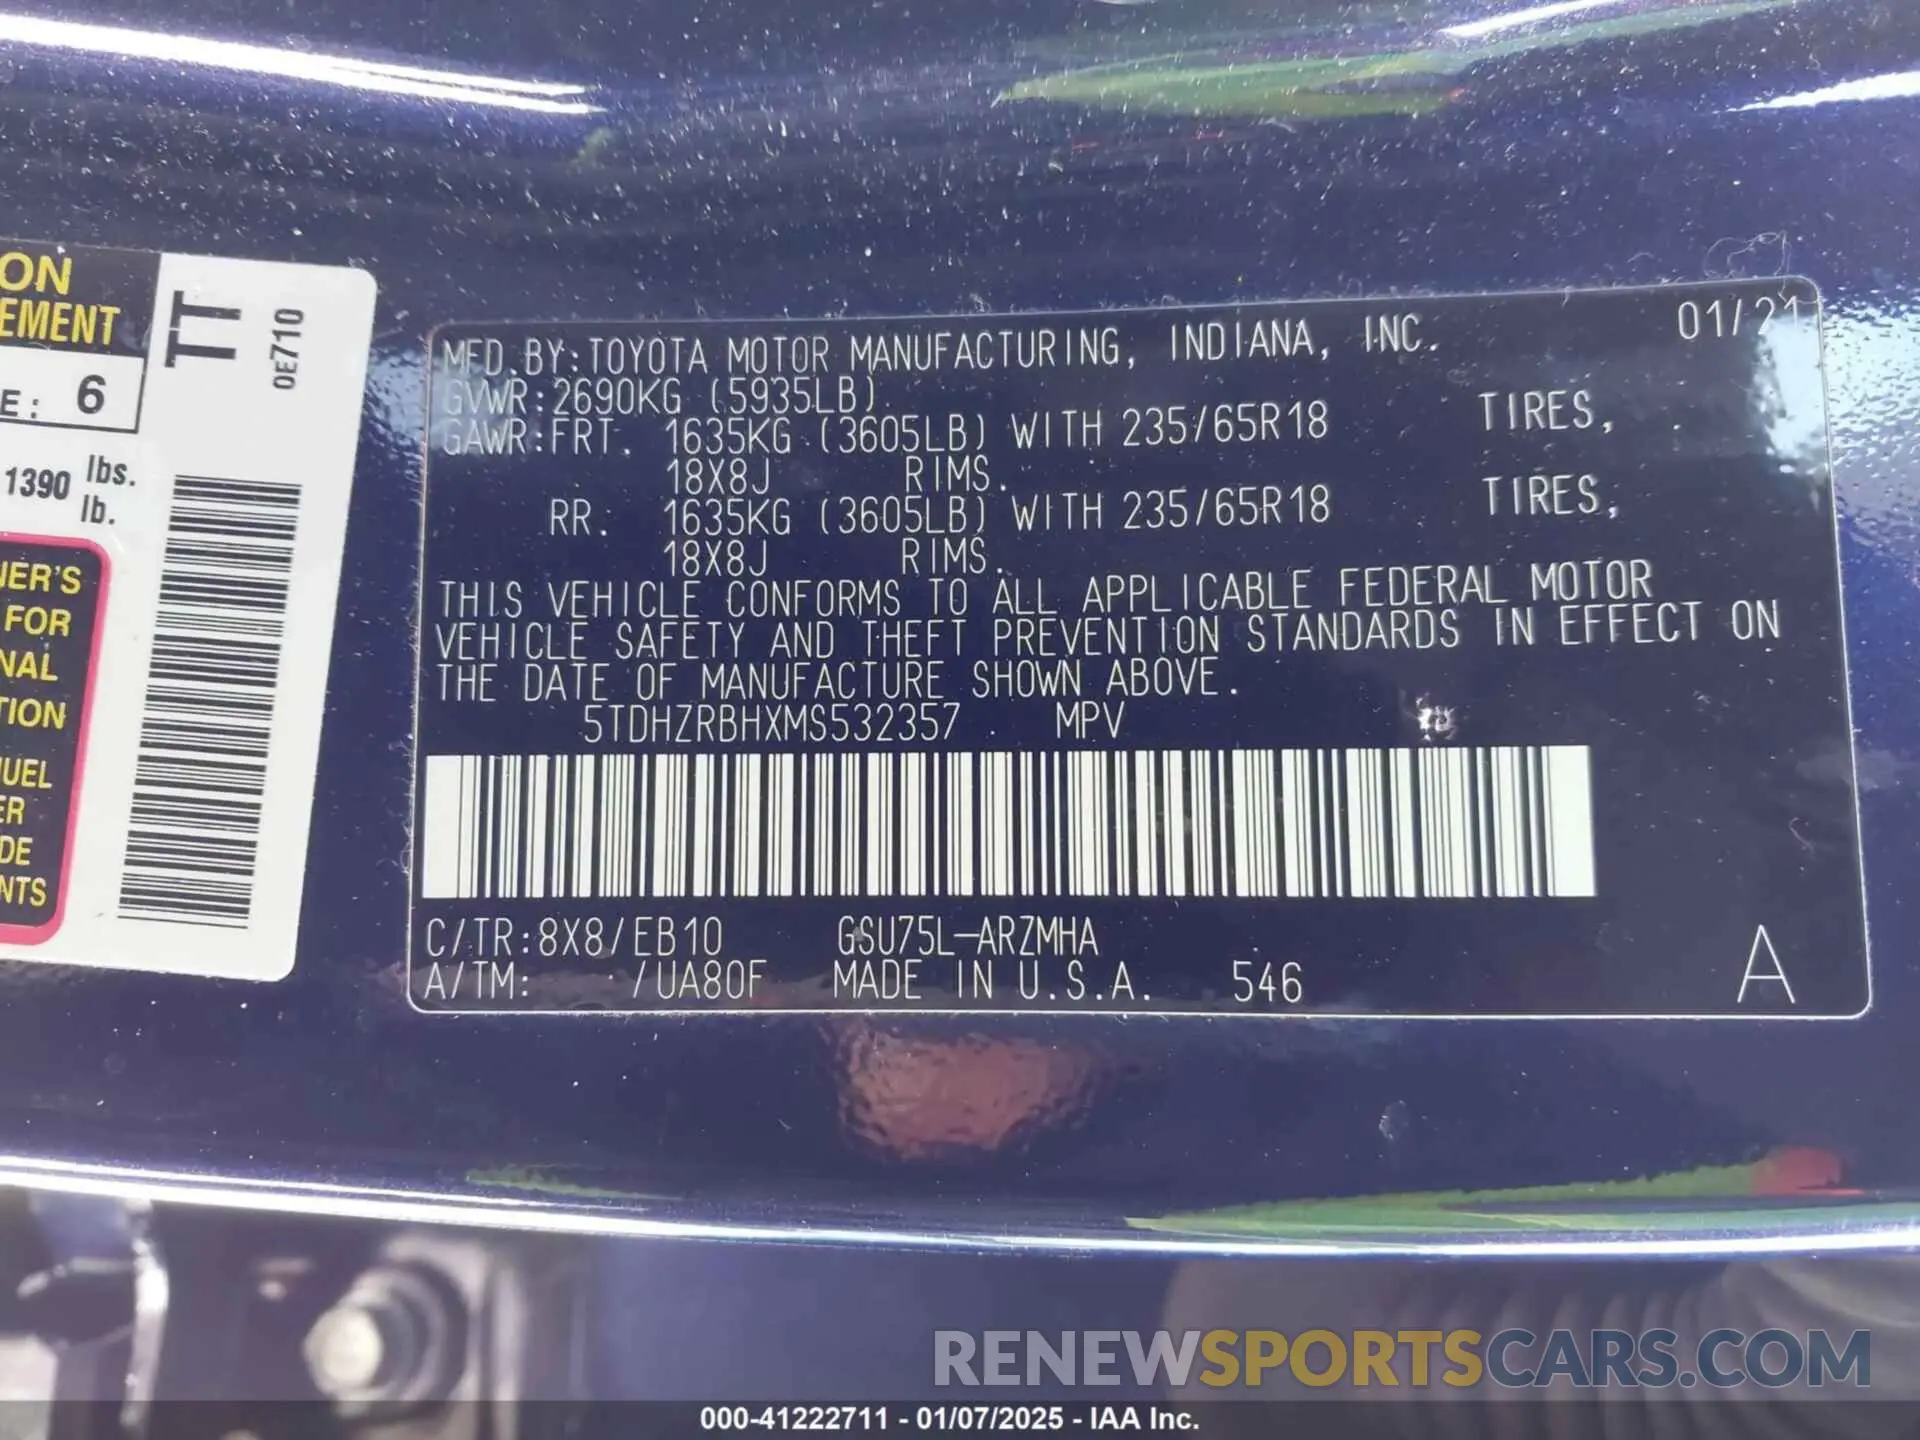 ON
EMENT
E: 6
1390 lbs.
lb.
NER'S
FOR
NAL
TION
UEL
ER
DE
NTS
TT
0E710
MFD.BY:TOYOTA MOTOR MANUFACTURING, INDIANA, INC. 01/21
GVWR:2690KG (5935LB)
GAWR:FRT. 1635KG (3605LB) WITH 235/65R18 TIRES,
18X8J RIMS.
RR: 1635KG (3605LB) WITH 235/65R18 TIRES,
18X8J RIMS.
THIS VEHICLE CONFORMS TO ALL APPLICABLE FEDERAL MOTOR
VEHICLE SAFETY AND THEFT PREVENTION STANDARDS IN EFFECT ON
THE DATE OF MANUFACTURE SHOWN ABOVE.
5TDHZRBHXMS532357 MPV
C/TR:8X8/EB10 GSU75L-ARZMHA
A/TM: /UA80F MADE IN U.S.A. 546 A
RENEWSPORTSCARS.COM
000-41222711 - 01/07/2025 - IAA Inc.